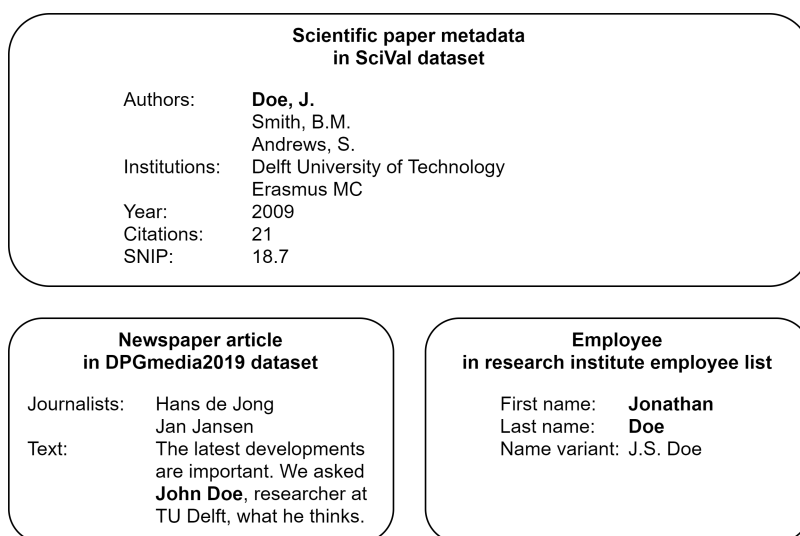 Scientific paper metadata
in SciVal dataset
Authors: Doe, J.
Smith, B.M.
Andrews, S.
Institutions: Delft University of Technology
Erasmus MC
Year: 2009
Citations: 21
SNIP: 18.7
Newspaper article
in DPGmedia2019 dataset
Journalists: Hans de Jong
Jan Jansen
Text: The latest developments
are important. We asked
John Doe, researcher at
TU Delft, what he thinks.
Employee
in research institute employee list
First name: Jonathan
Last name: Doe
Name variant: J.S. Doe